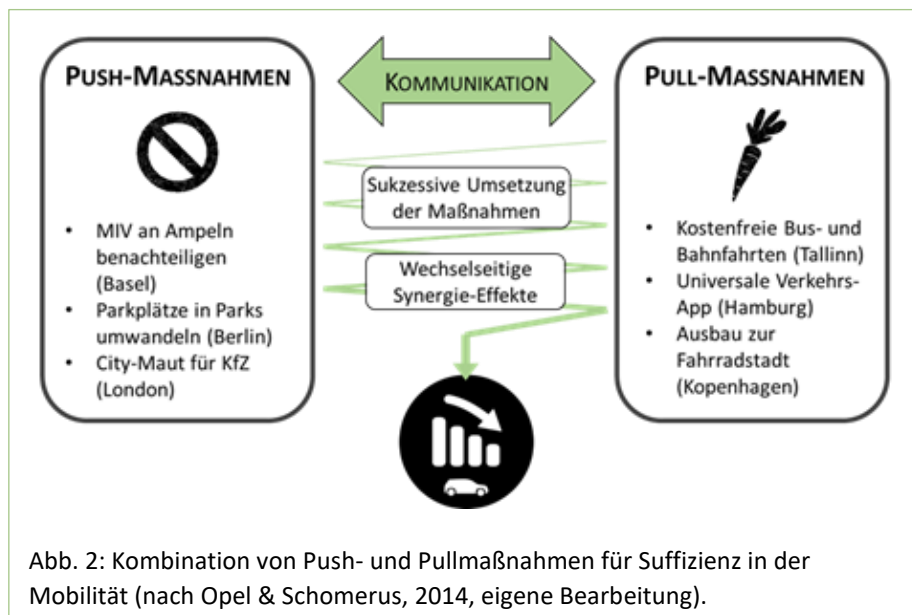 PUSH-MASSNAHMEN
• MIV an Ampeln
benachteiligen
(Basel)
• Parkplätze in Parks
umwandeln (Berlin)
• City-Maut für KfZ
(London)
KOMMUNIKATION
Sukzessive Umsetzung
der Maßnahmen
Wechselseitige
Synergie-Effekte
PULL-MASSNAHMEN
• Kostenfreie Bus- und
Bahnfahrten (Tallinn)
• Universale Verkehrs-
App (Hamburg)
• Ausbau zur
Fahrradstadt
(Kopenhagen)
Abb. 2: Kombination von Push- und Pullmaßnahmen für Suffizienz in der
Mobilität (nach Opel & Schomerus, 2014, eigene Bearbeitung).